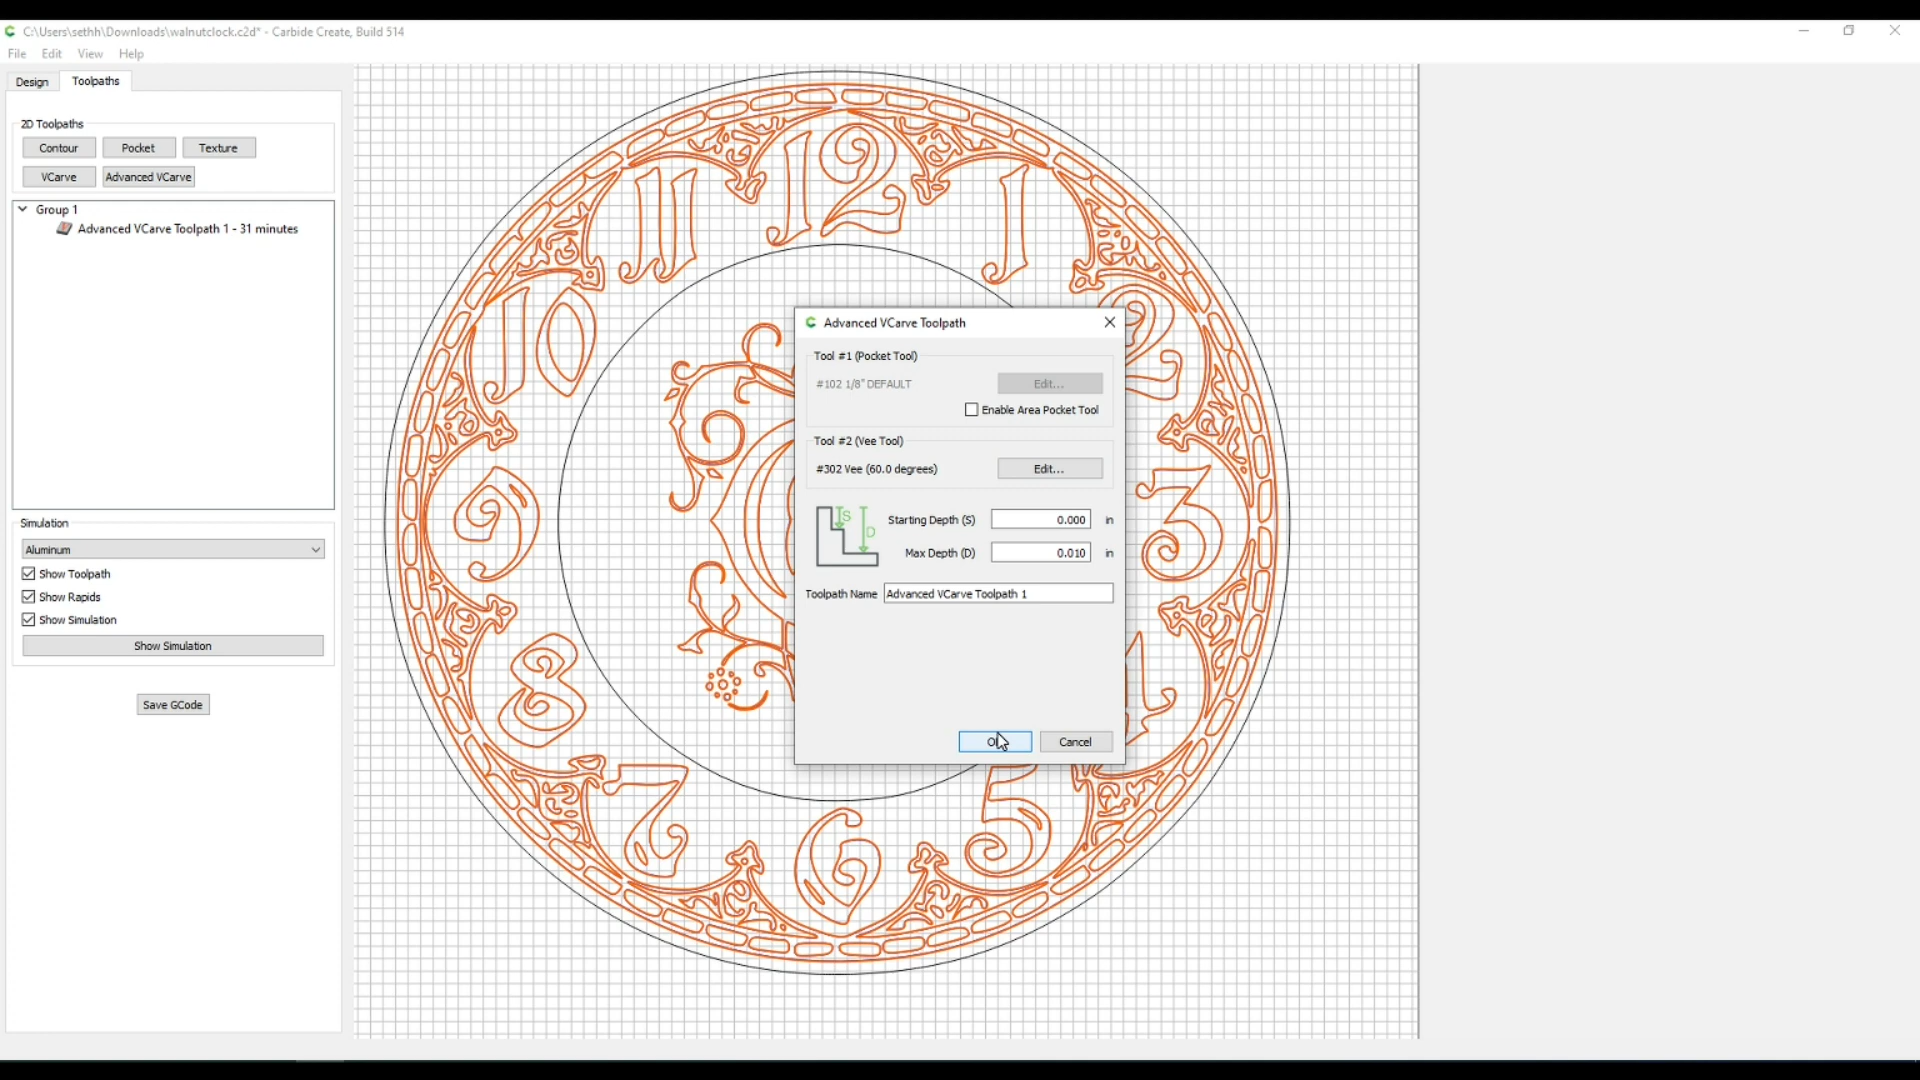 C:\Users\sethh\Downloads\walnutclock.c2d* - Carbide Create, Build 514
File Edit View Help
Design Toolpaths
2D Toolpaths
Contour Pocket Texture
VCarve Advanced VCarve
Group 1
Advanced VCarve Toolpath 1 - 31 minutes
Simulation
Aluminum
Show Toolpath
Show Rapids
Show Simulation
Show Simulation
Save GCode
12
11
1
10
2
9
3
8
4
7
5
6
Advanced VCarve Toolpath
Tool #1 (Pocket Tool)
#102 1/8" DEFAULT Edit...
Enable Area Pocket Tool
Tool #2 (Vee Tool)
#302 Vee (60.0 degrees) Edit...
S
D
Starting Depth (S) 0.000 in
Max Depth (D) 0.010 in
Toolpath Name Advanced VCarve Toolpath 1
Cancel